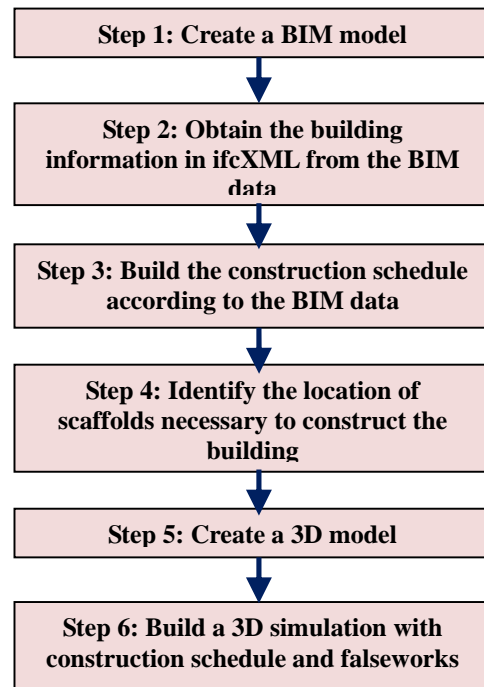 Step 1: Create a BIM model
Step 2: Obtain the building
information in ifcXML from the BIM
data
Step 3: Build the construction schedule
according to the BIM data
Step 4: Identify the location of
scaffolds necessary to construct the
building
Step 5: Create a 3D model
Step 6: Build a 3D simulation with
construction schedule and falseworks